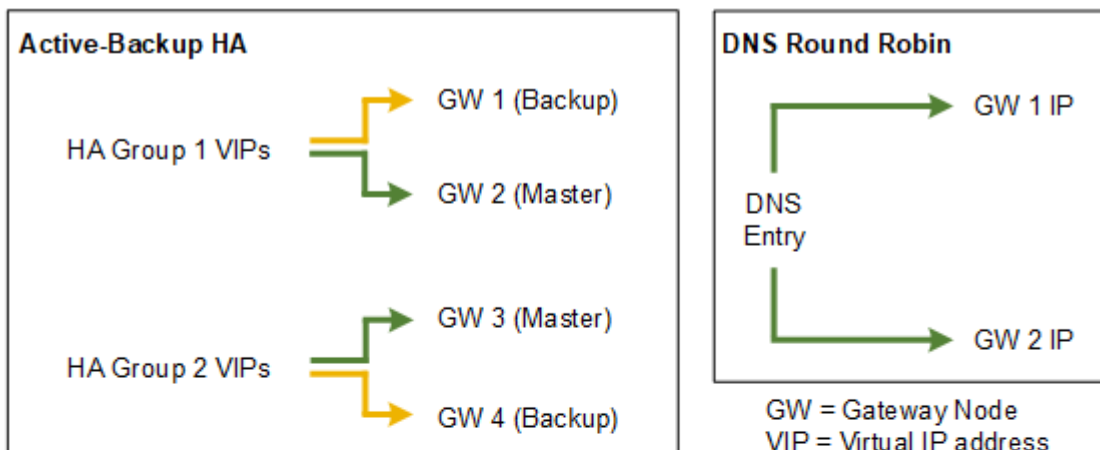 Active-Backup HA
HA Group 1 VIPs
GW 1 (Backup)
GW 2 (Master)
HA Group 2 VIPs
GW 3 (Master)
GW 4 (Backup)
DNS Round Robin
DNS
Entry
GW 1 IP
GW 2 IP
GW = Gateway Node
VIP = Virtual IP address